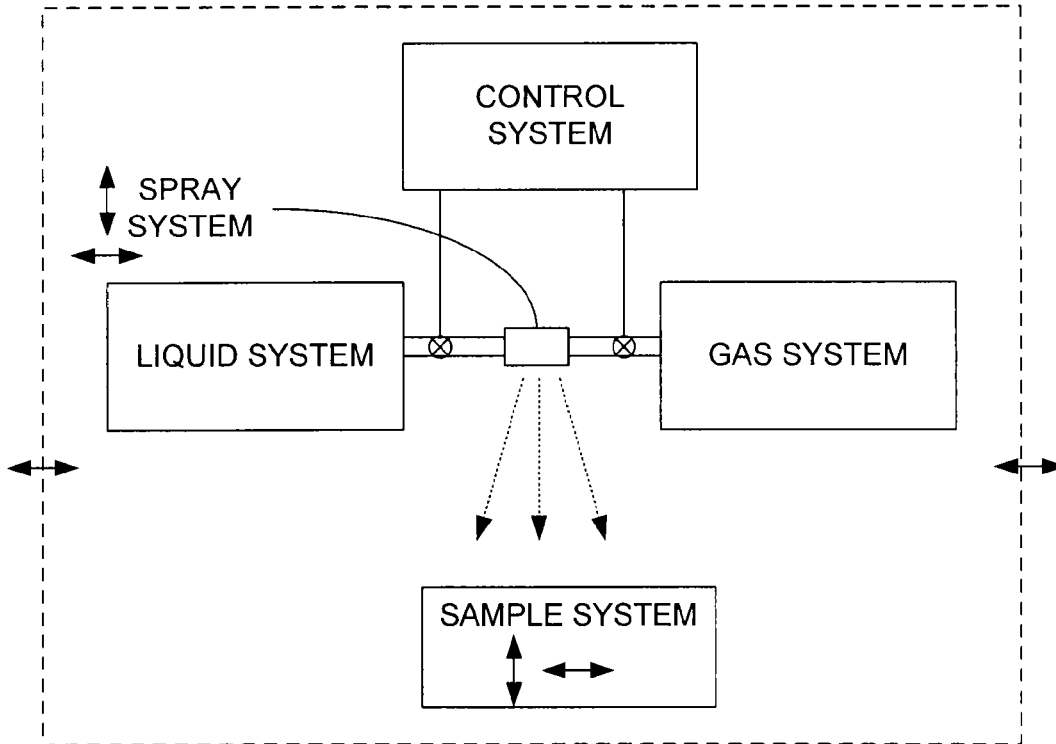 CONTROL
SYSTEM
SPRAY
SYSTEM
LIQUID SYSTEM
GAS SYSTEM
SAMPLE SYSTEM